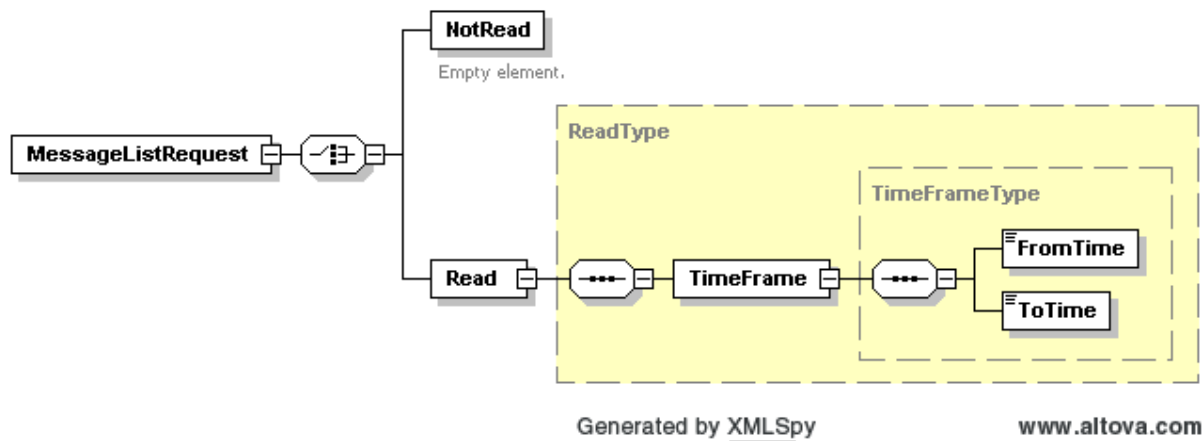 NotRead
Empty element.
ReadType
MessageListRequest
TimeFrameType
FromTime
Read
TimeFrame
ToTime
Generated by XMLSpy
www.altova.com